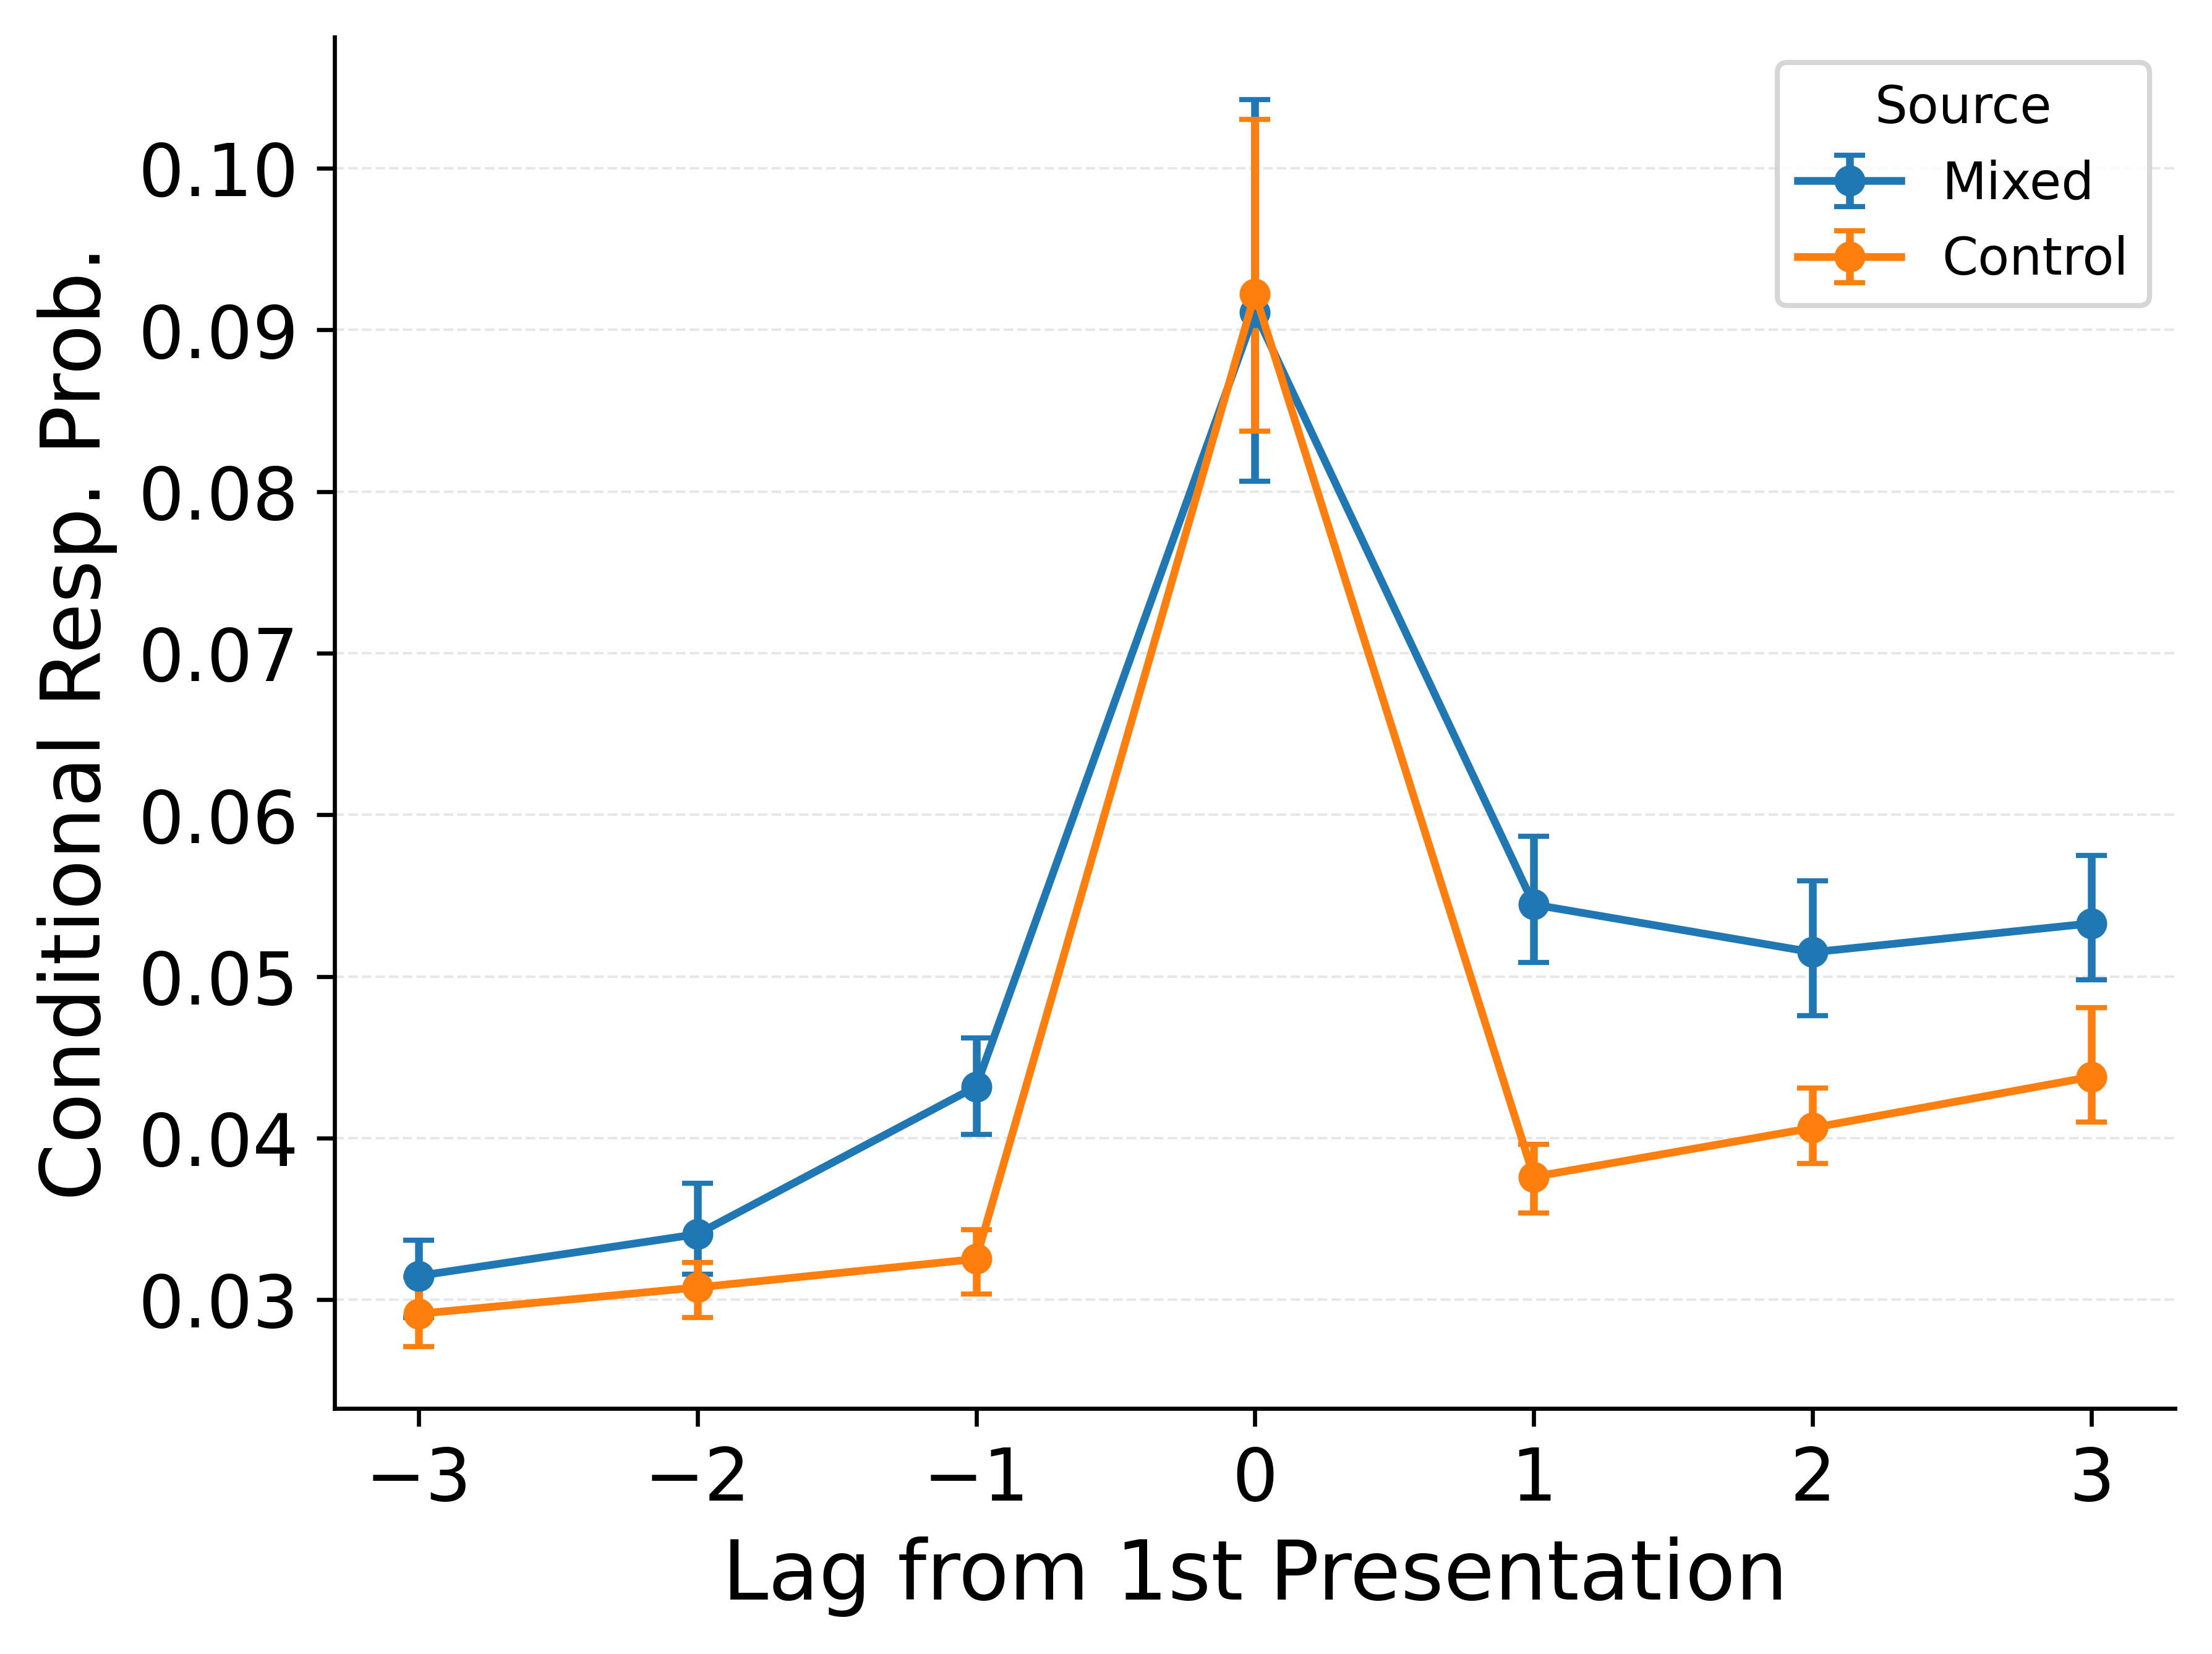 Source
Mixed
Control
Conditional Resp. Prob.
0.10
0.09
0.08
0.07
0.06
0.05
0.04
0.03
−3 −2 −1 0 1 2 3
Lag from 1st Presentation